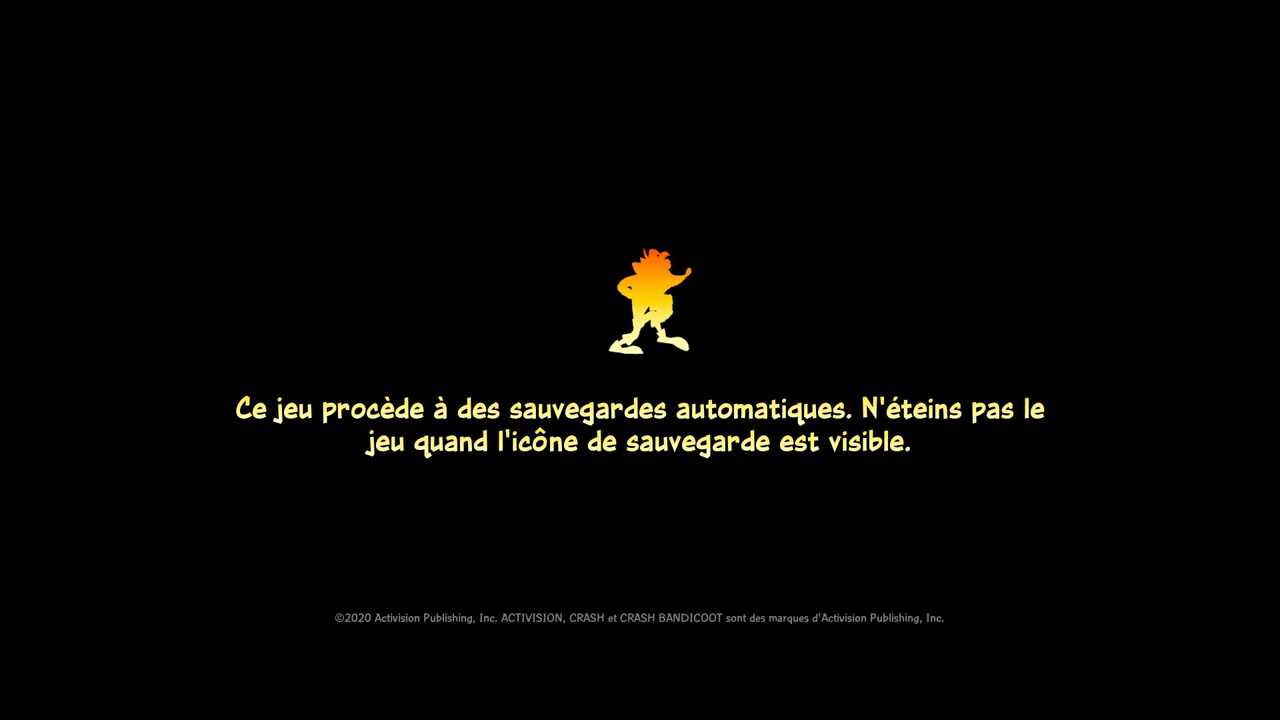 Ce jeu procède à des sauvegardes automatiques. N'éteins pas le
jeu quand l'icône de sauvegarde est visible.
©2020 Activision Publishing, Inc. ACTIVISION, CRASH et CRASH BANDICOOT sont des marques d'Activision Publishing, Inc.